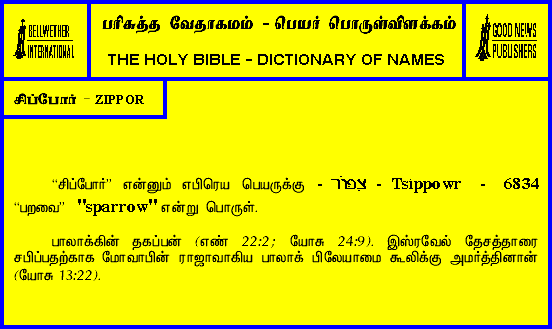 BELLWETHER
INTERNATIONAL
பரிசுத்த வேதாகமம் - பெயர் பொருள்விளக்கம்
THE HOLY BIBLE - DICTIONARY OF NAMES
GOOD NEWS
PUBLISHERS
சிப்போர் - ZIPPOR
“சிப்போர்” என்னும் எபிரெய பெயருக்கு - צִפּוֹר - Tsippowr - 6834
“பறவை” "sparrow" என்று பொருள்.
பாலாக்கின் தகப்பன் (எண் 22:2; யோசு 24:9). இஸ்ரவேல் தேசத்தாரை
சபிப்பதற்காக மோவாபின் ராஜாவாகிய பாலாக் பிலேயாமை கூலிக்கு அமர்த்தினான்
(யோசு 13:22).